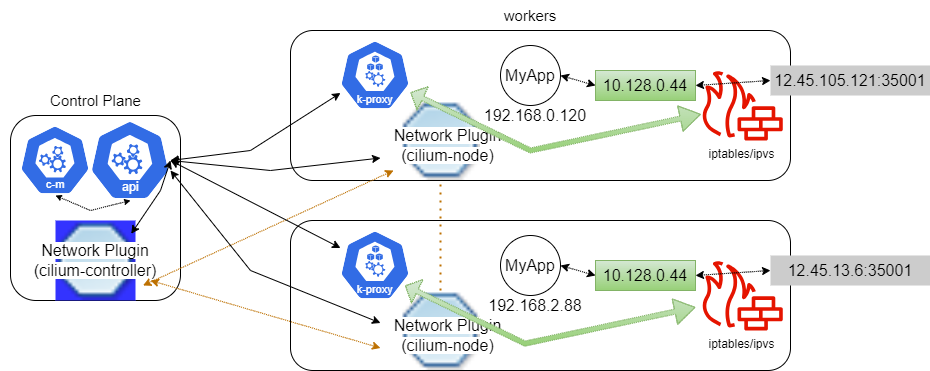 workers
Control Plane
c-m
api
Network Plugin
(cilium-controller)
k-proxy
Network Plugin
(cilium-node)
MyApp
192.168.0.120
10.128.0.44
iptables/ipvs
12.45.105.121:35001
k-proxy
Network Plugin
(cilium-node)
MyApp
192.168.2.88
10.128.0.44
iptables/ipvs
12.45.13.6:35001